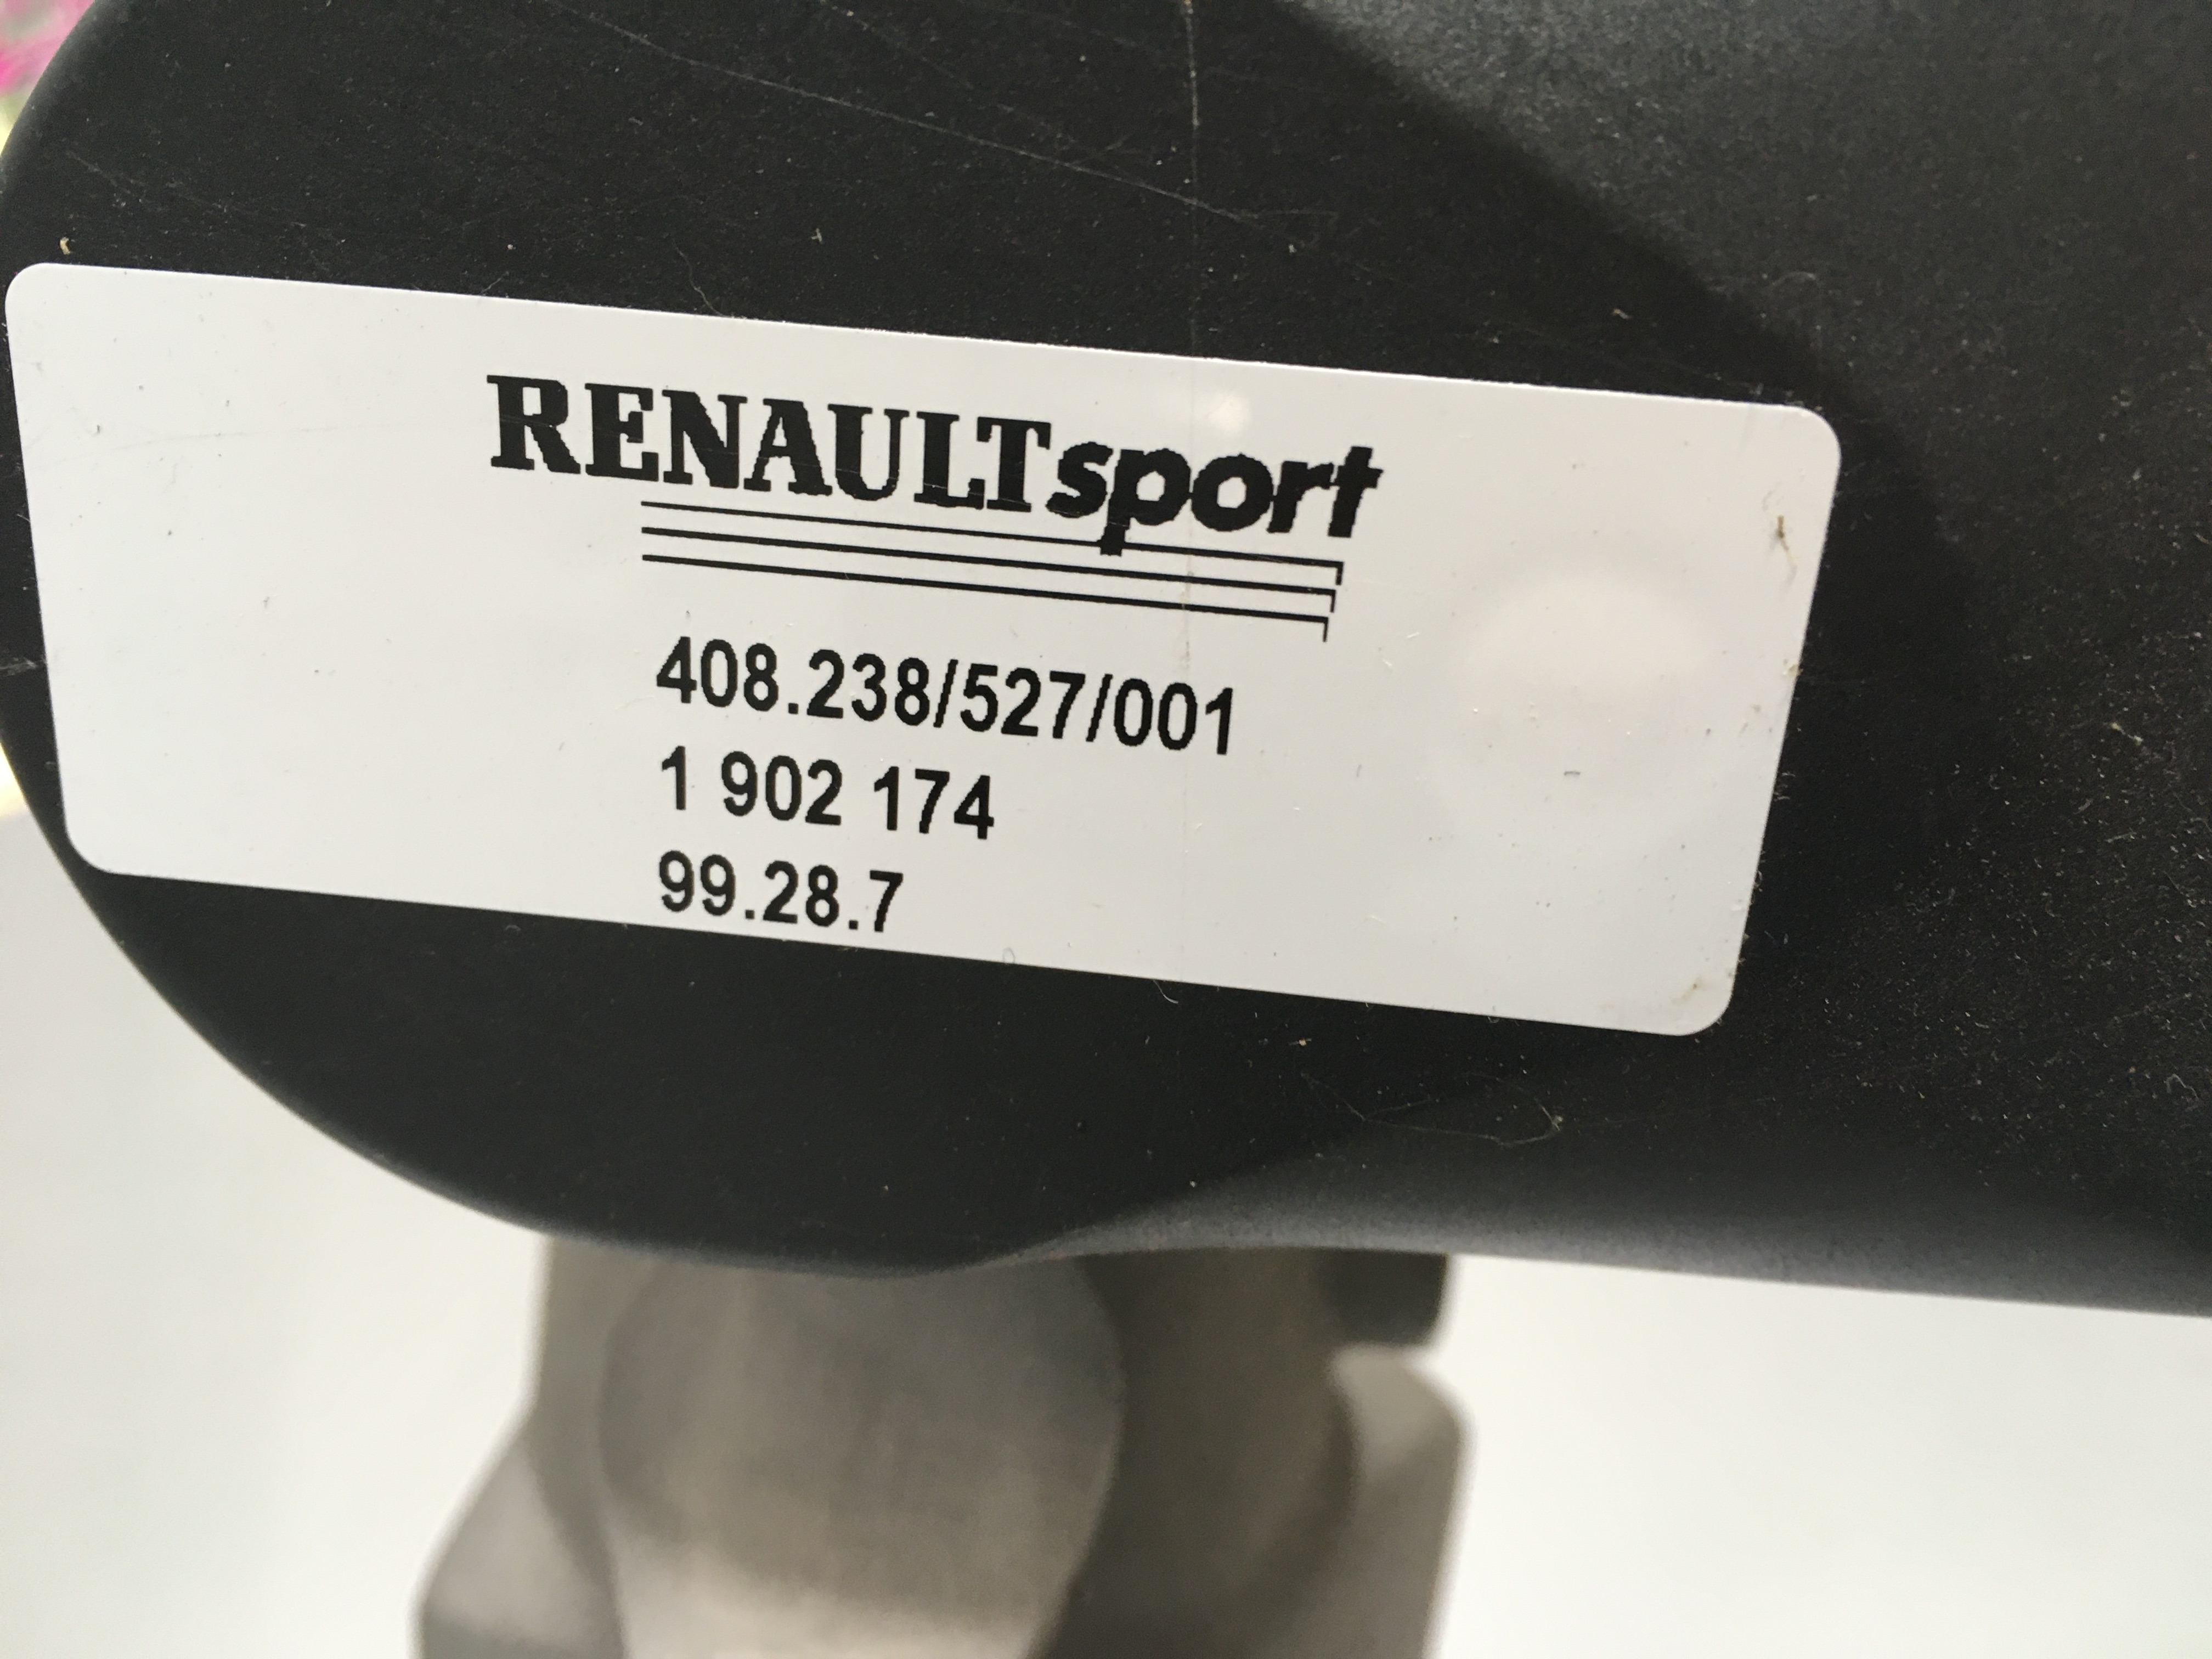 RENAULTsport
408.238/527/001
1 902 174
99.28.7